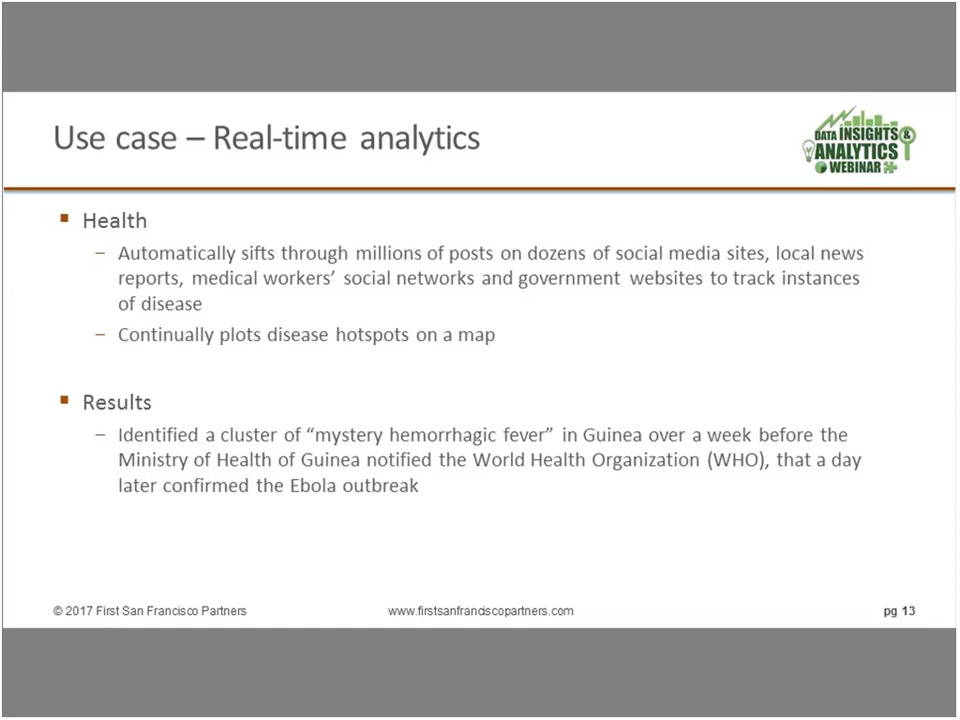 Use case – Real-time analytics
DATA INSIGHTS &
ANALYTICS
WEBINAR
Health
– Automatically sifts through millions of posts on dozens of social media sites, local news
reports, medical workers’ social networks and government websites to track instances
of disease
– Continually plots disease hotspots on a map
Results
– Identified a cluster of “mystery hemorrhagic fever” in Guinea over a week before the
Ministry of Health of Guinea notified the World Health Organization (WHO), that a day
later confirmed the Ebola outbreak
© 2017 First San Francisco Partners
www.firstsanfranciscopartners.com
pg 13